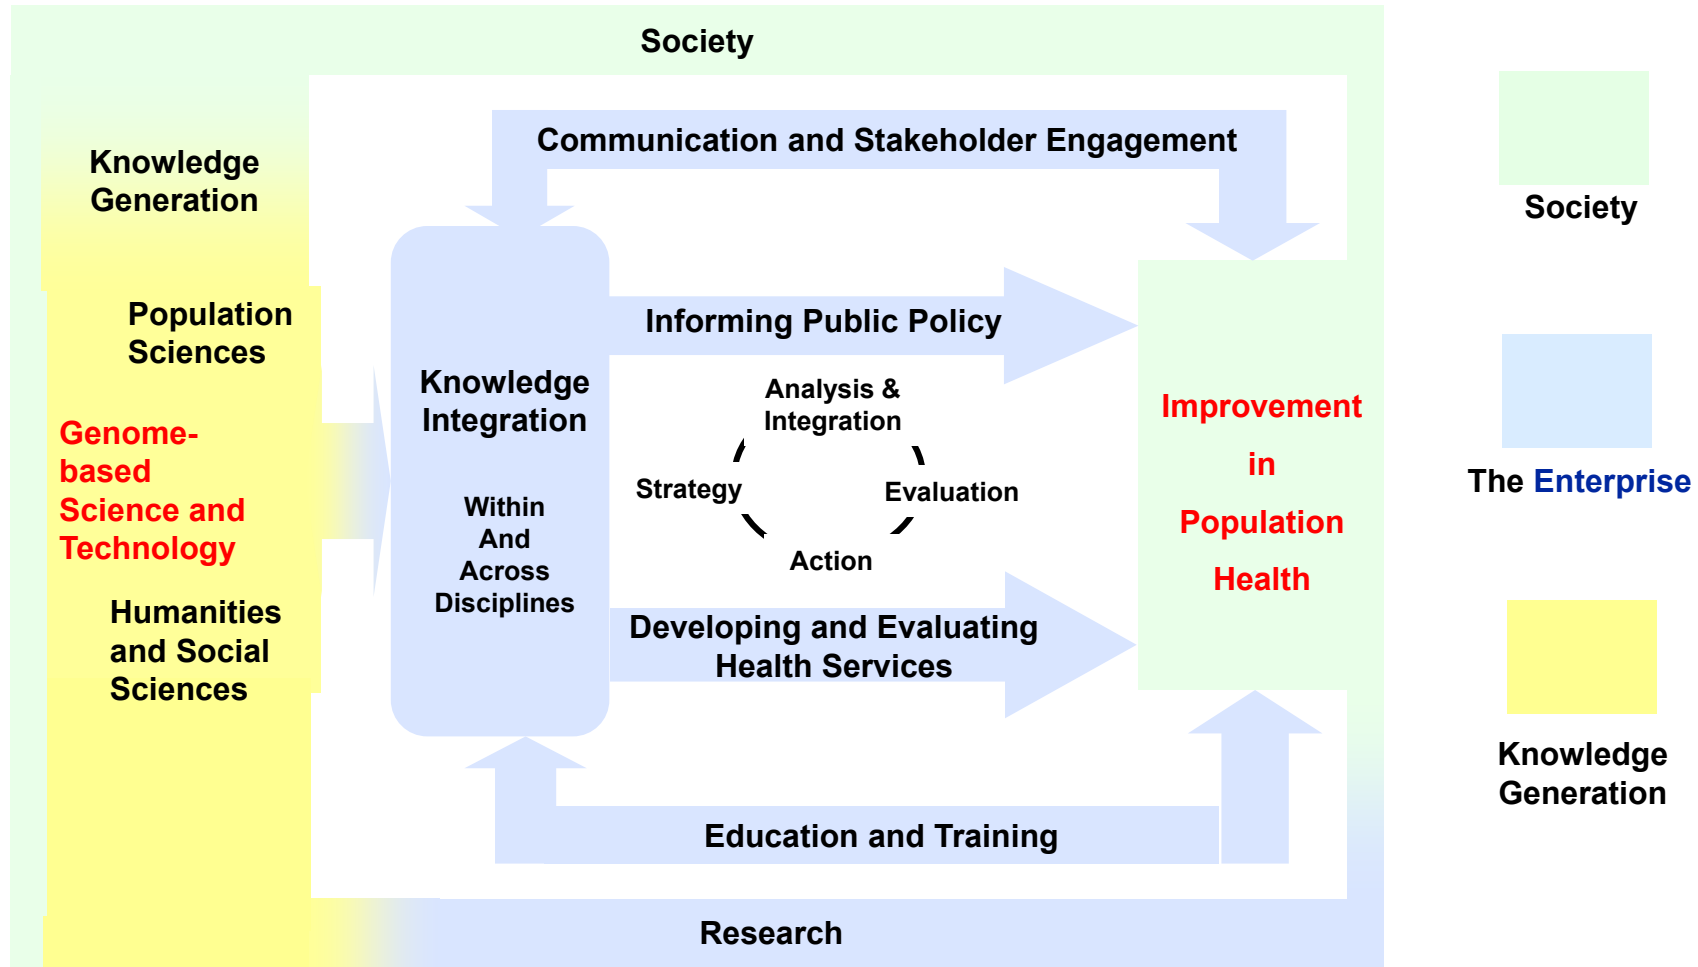 Society
Communication and Stakeholder Engagement
Knowledge
Generation
Population
Sciences
Genome-
based
Science and
Technology
Humanities
and Social
Sciences
Knowledge
Integration
Within
And
Across
Disciplines
Informing Public Policy
Analysis &
Integration
Strategy
Evaluation
Action
Developing and Evaluating
Health Services
Improvement
in
Population
Health
Education and Training
Research
Society
The Enterprise
Knowledge
Generation